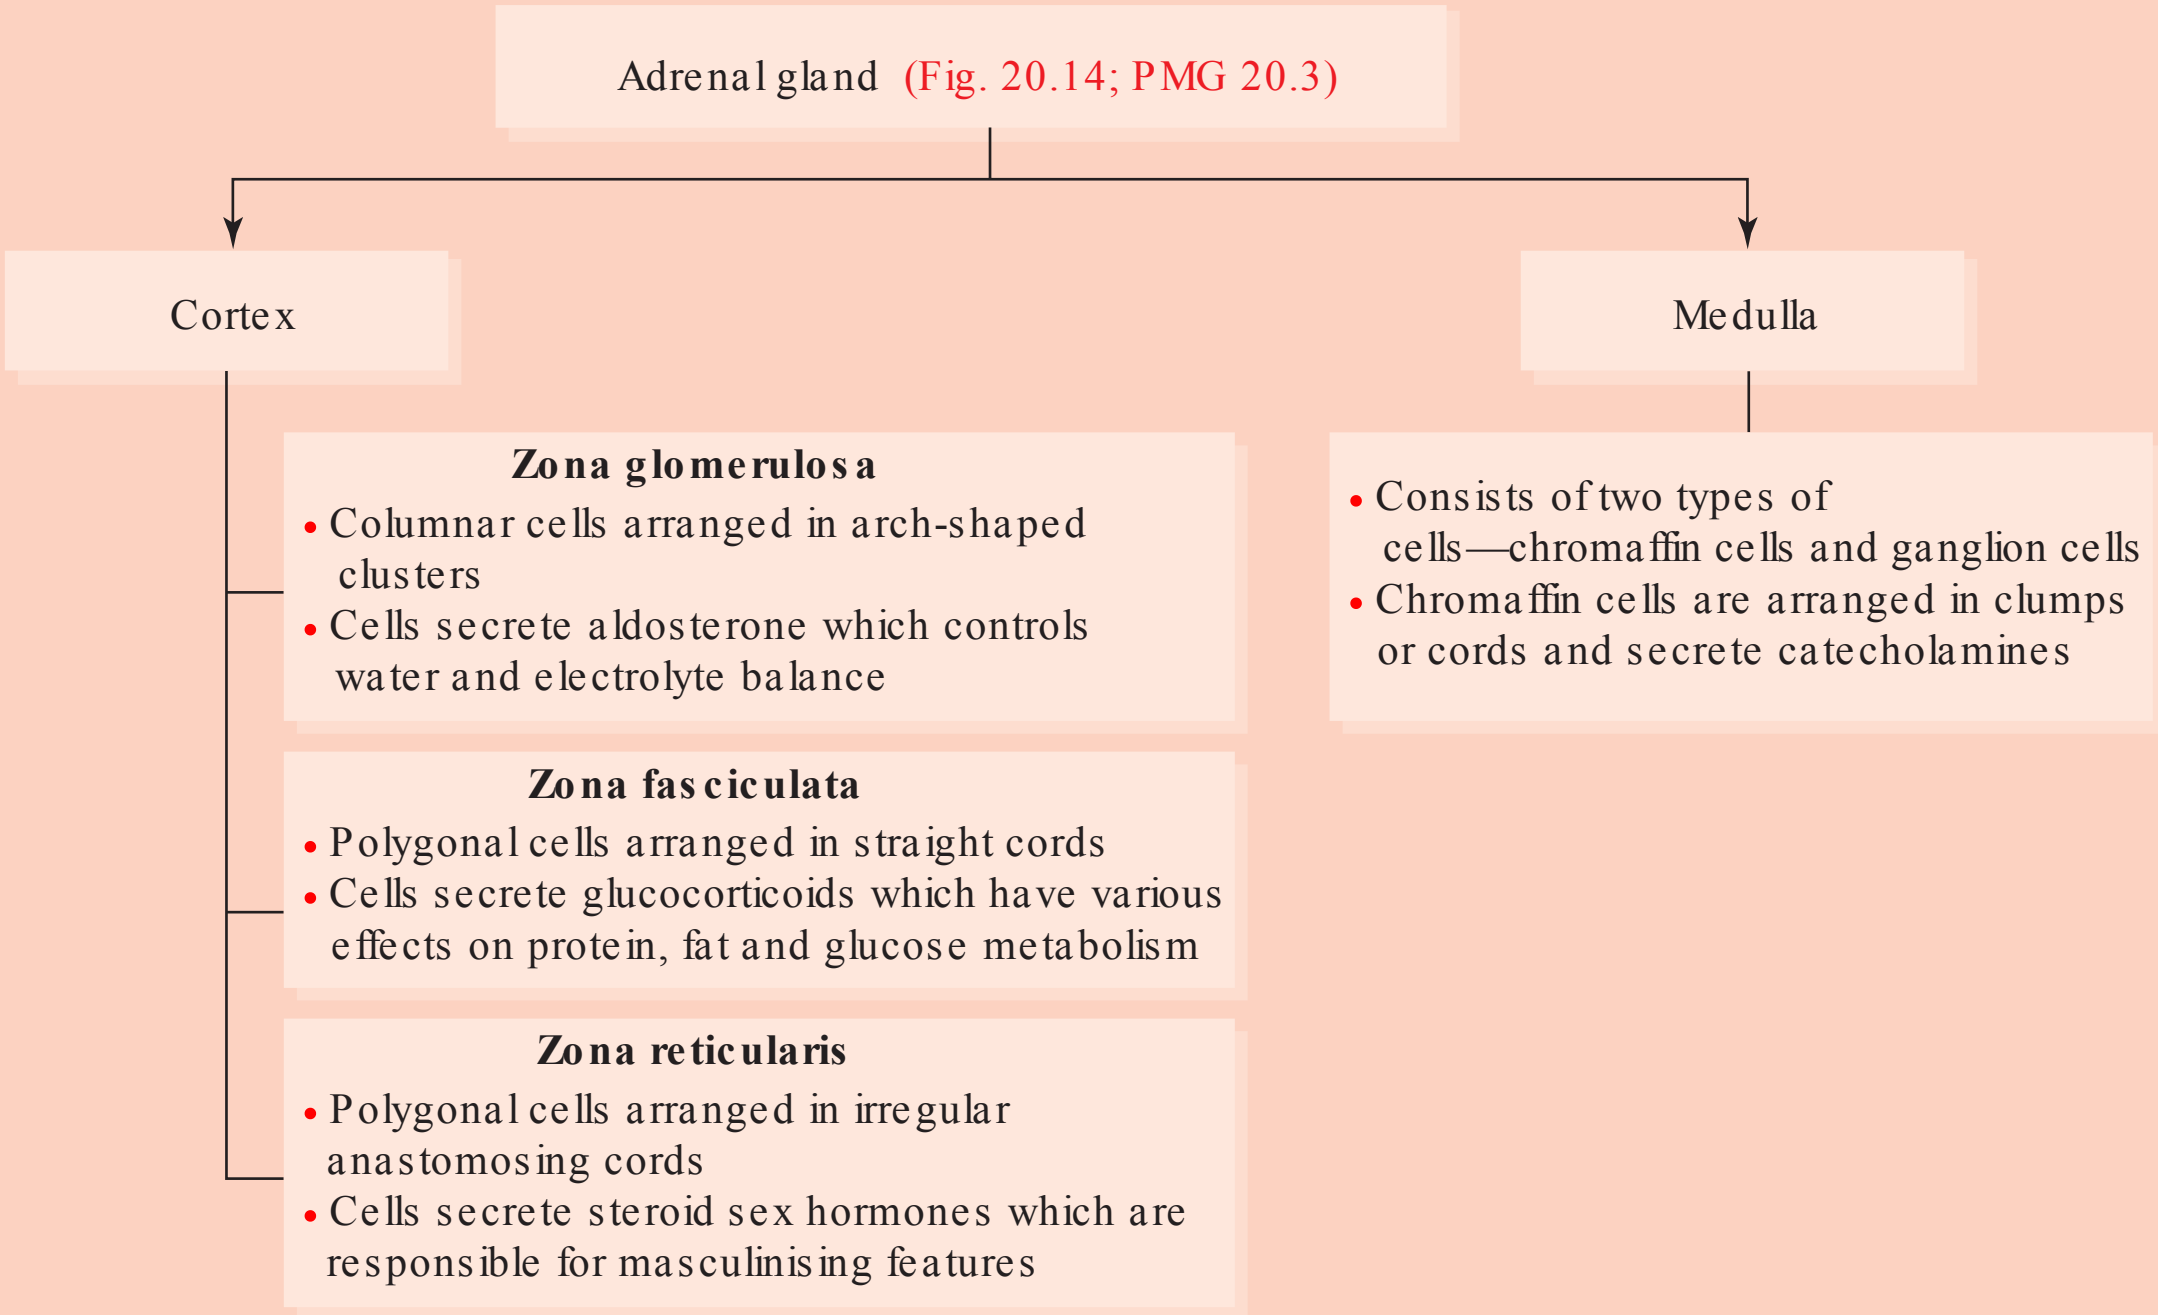 Adrenal gland (Fig. 20.14; PMG 20.3)
Cortex
Medulla
Zona glomerulosa
• Columnar cells arranged in arch-shaped
clusters
• Cells secrete aldosterone which controls
water and electrolyte balance
Zona fasciculata
• Polygonal cells arranged in straight cords
• Cells secrete glucocorticoids which have various
effects on protein, fat and glucose metabolism
Zona reticularis
• Polygonal cells arranged in irregular
anastomosing cords
• Cells secrete steroid sex hormones which are
responsible for masculinising features
• Consists of two types of
cells—chromaffin cells and ganglion cells
• Chromaffin cells are arranged in clumps
or cords and secrete catecholamines